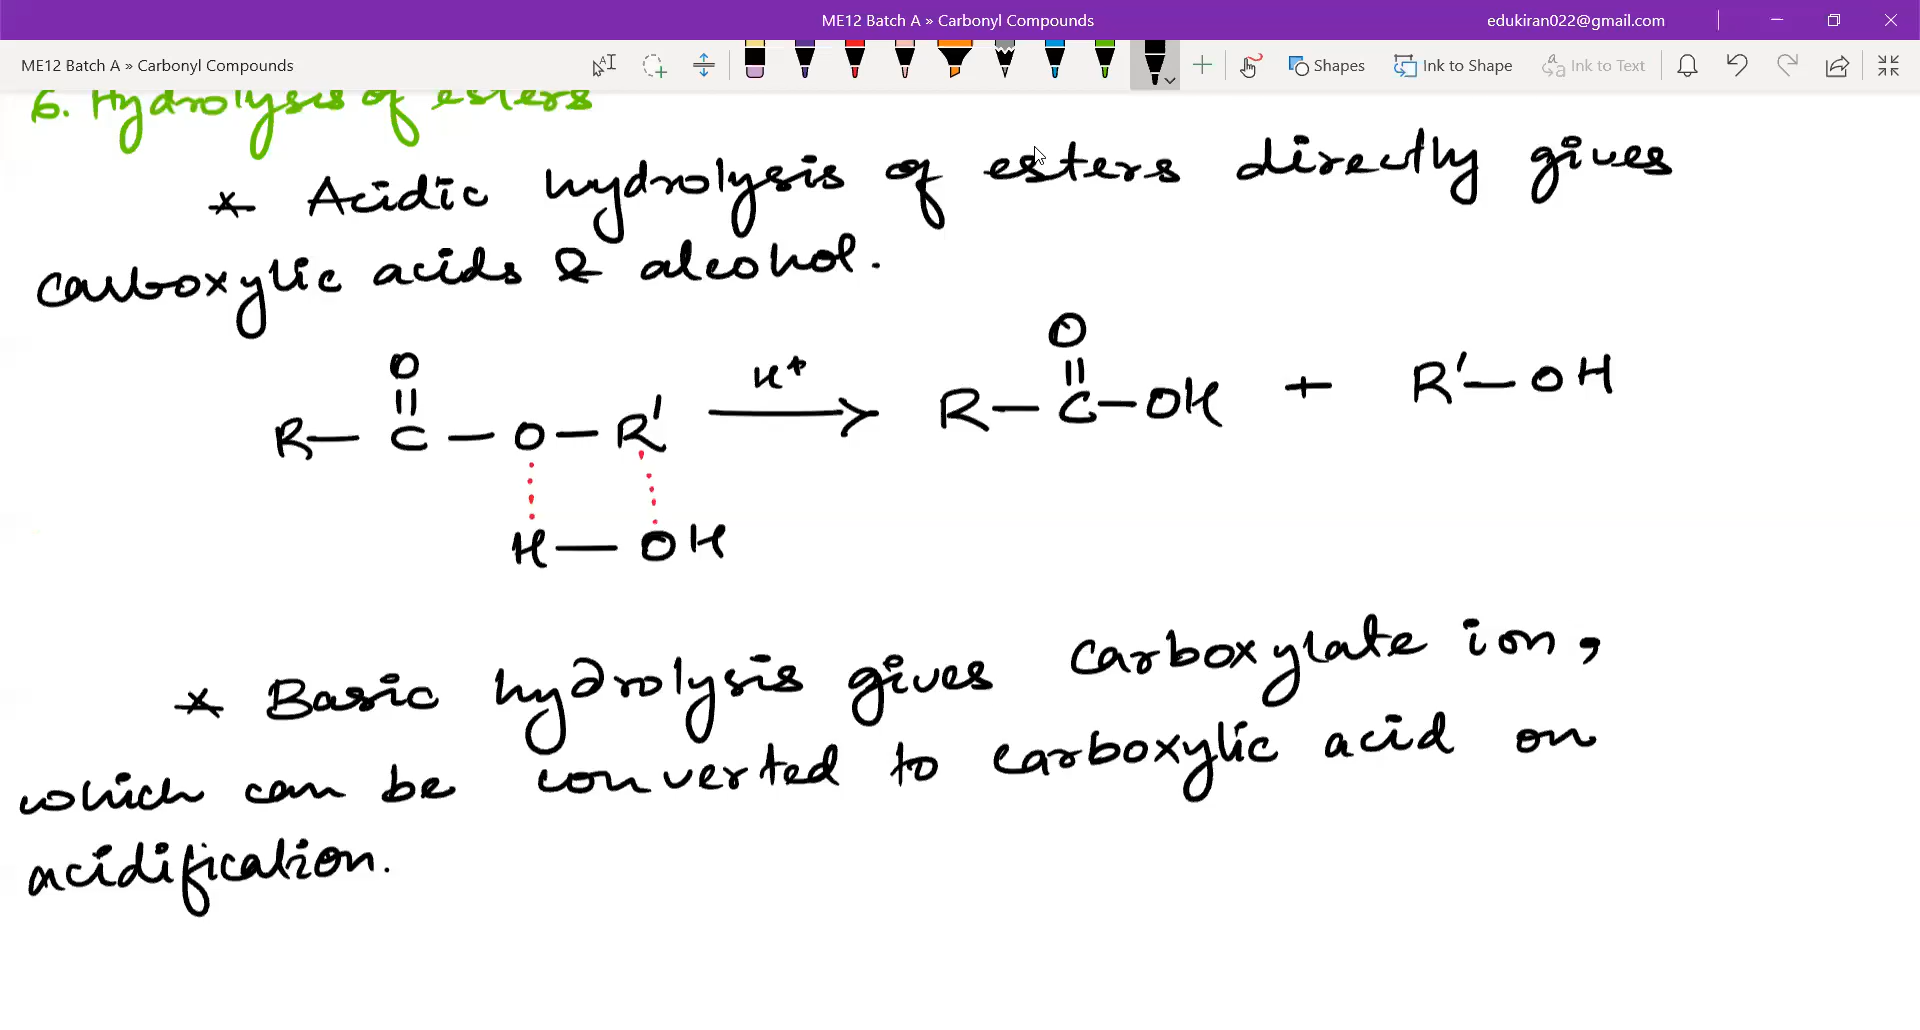 ME12 Batch A » Carbonyl Compounds
edukiran022@gmail.com
ME12 Batch A » Carbonyl Compounds
Shapes
Ink to Shape
Ink to Text
6. Hydrolysis of esters
* Acidic hydrolysis of esters directly gives
carboxylic acids & alcohol.
O
||
R — C — O — R'
H — OH
H⁺
O
||
R — C — OH + R' — OH
* Basic hydrolysis gives carboxylate ion,
which can be converted to carboxylic acid on
acidification.